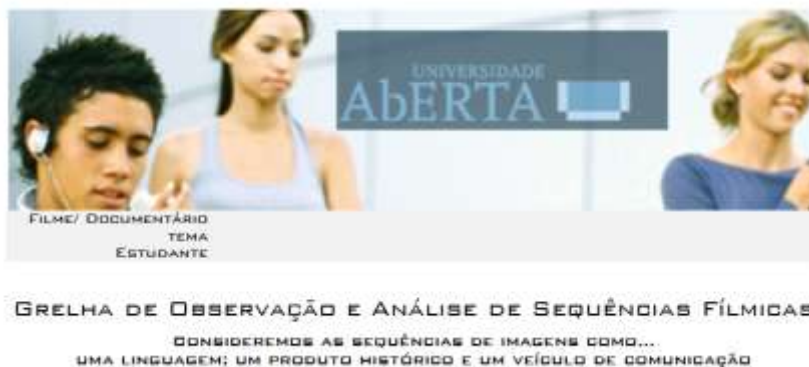 UNIVERSIDADE
AbERTA
FILME/ DOCUMENTÁRIO
TEMA
ESTUDANTE
GRELHA DE OBSERVAÇÃO E ANÁLISE DE SEQUÊNCIAS FÍLMICAS
CONSIDEREMOS AS SEQUÊNCIAS DE IMAGENS COMO...
UMA LINGUAGEM; UM PRODUTO HISTÓRICO E UM VEÍCULO DE COMUNICAÇÃO